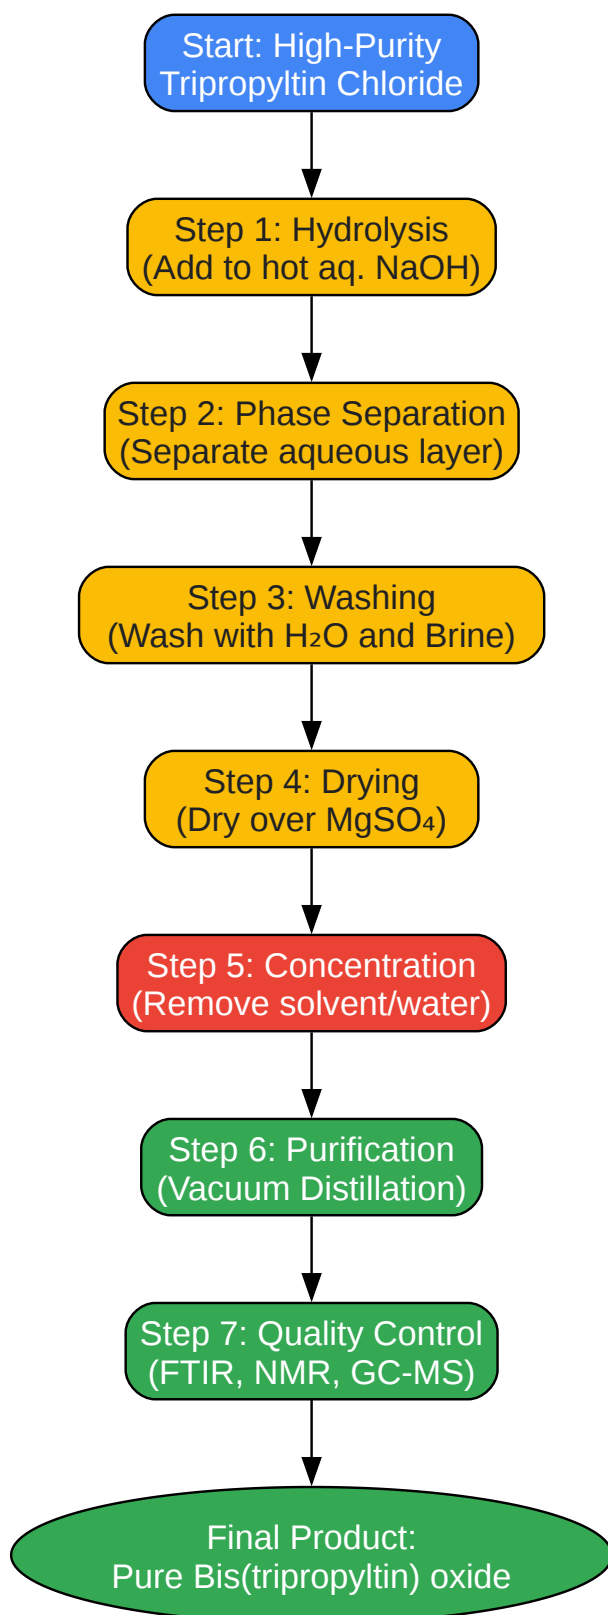 Start: High-Purity
Tripropyltin Chloride
Step 1: Hydrolysis
(Add to hot aq. NaOH)
Step 2: Phase Separation
(Separate aqueous layer)
Step 3: Washing
(Wash with H₂O and Brine)
Step 4: Drying
(Dry over MgSO₄)
Step 5: Concentration
(Remove solvent/water)
Step 6: Purification
(Vacuum Distillation)
Step 7: Quality Control
(FTIR, NMR, GC-MS)
Final Product:
Pure Bis(tripropyltin) oxide